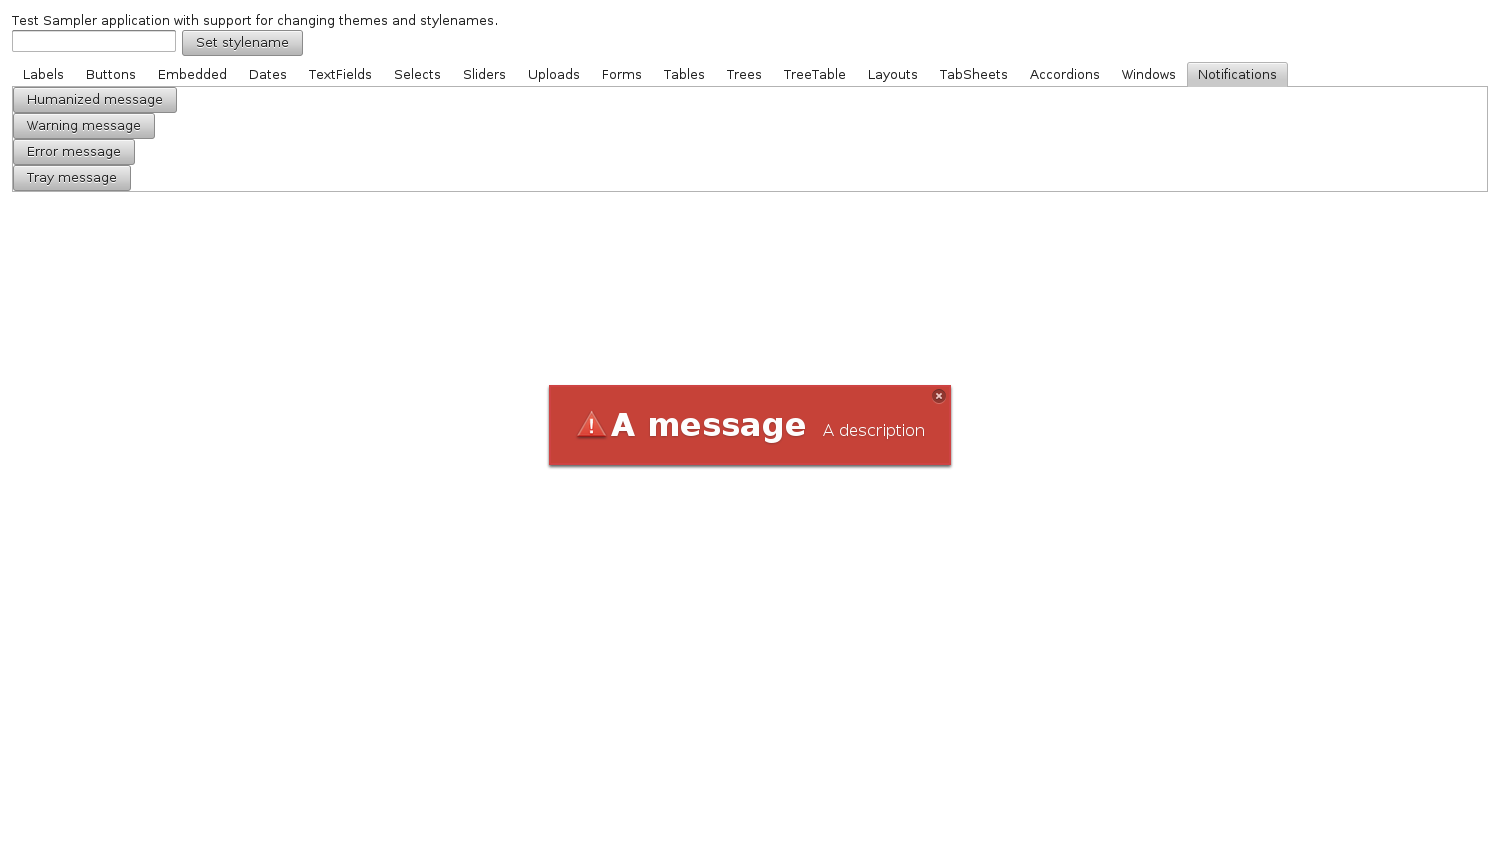 Test Sampler application with support for changing themes and stylenames.
Set stylename
Labels Buttons Embedded Dates TextFields Selects Sliders Uploads Forms Tables Trees TreeTable Layouts TabSheets Accordions Windows Notifications
Humanized message
Warning message
Error message
Tray message
A message A description